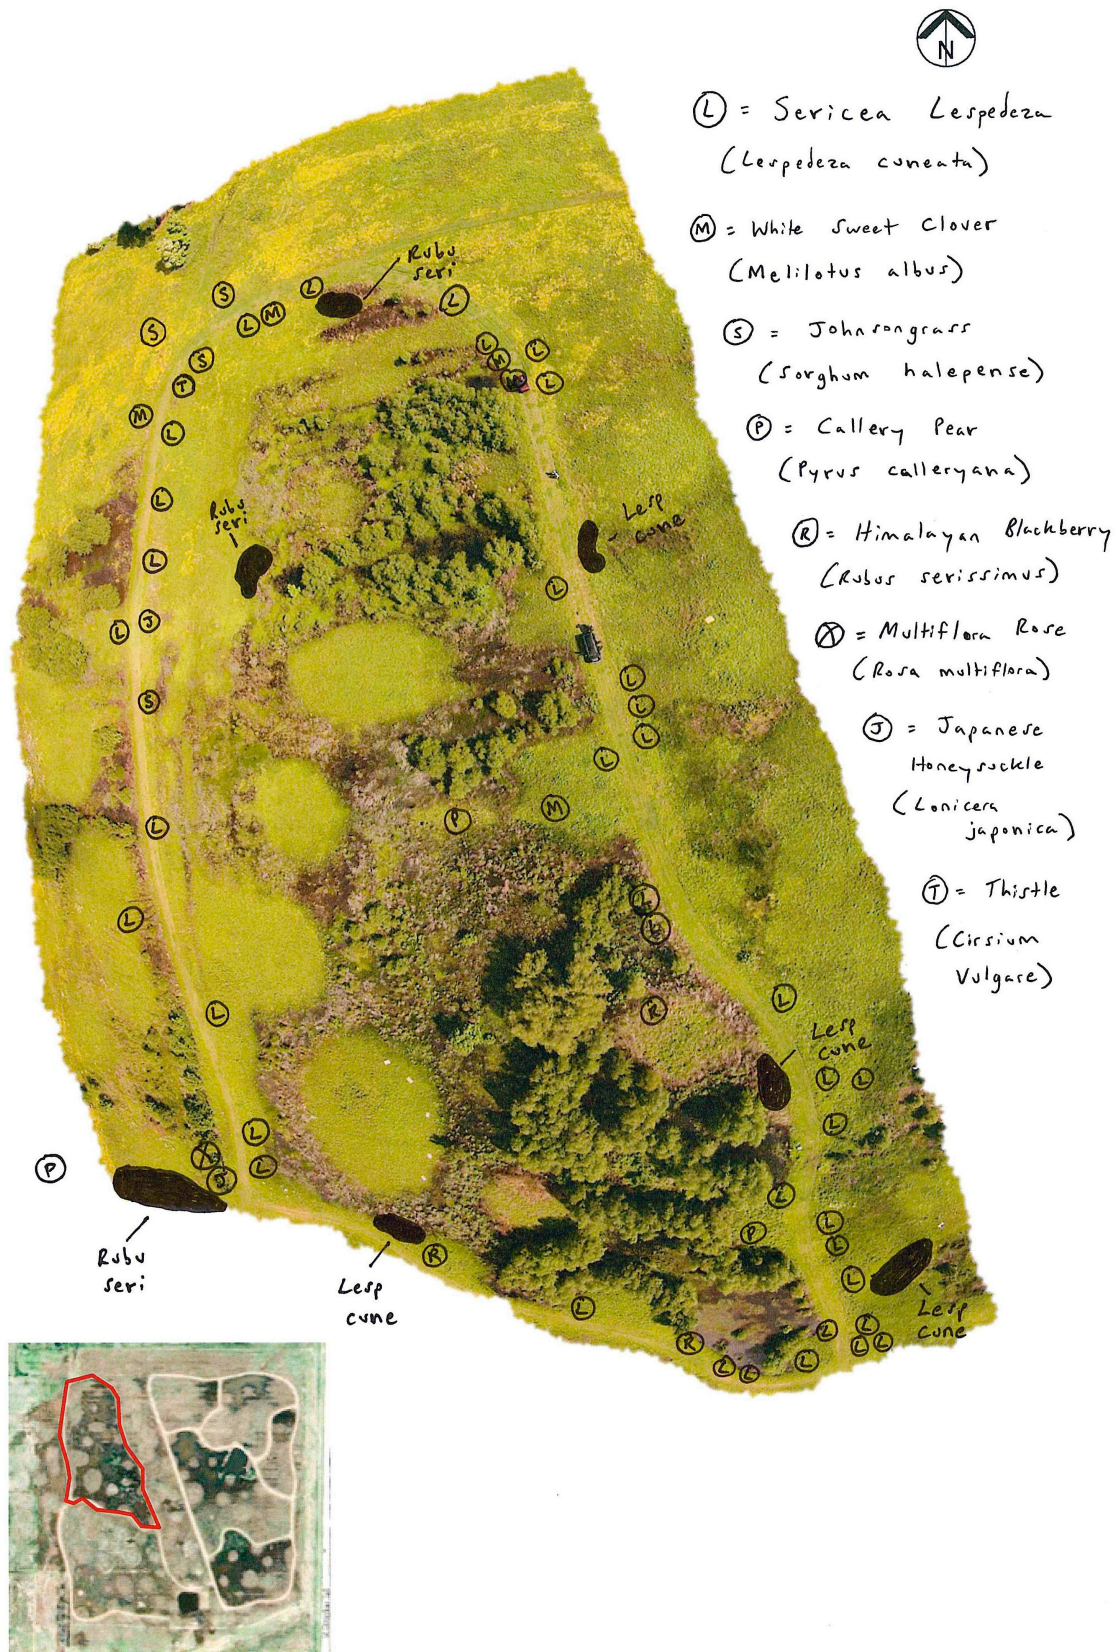 N
L = Sericea Lespedeza
(Lespedeza cuneata)
M = White Sweet Clover
(Melilotus albus)
S = Johnsongrass
(Sorghum halepense)
P = Callery Pear
(Pyrus calleryana)
R = Himalayan Blackberry
(Rubus serissimus)
X = Multiflora Rose
(Rosa multiflora)
J = Japanese
Honeysuckle
(Lonicera
japonica)
T = Thistle
(Cirsium
Vulgare)
Rubu
seri
S
L
L
M
L
S
L
S
L
M
L
M
L
T
M
L
L
Rubu
seri
Lesp
cune
L
L
L
J
L
L
S
L
L
L
M
P
L
L
L
R
L
L
Lesp
cune
L
L
L
L
X
P
L
J
L
L
P
L
R
Rubu
seri
Lesp
cune
L
L
Lesp
cune
R
L
L
L
L
L
L
L